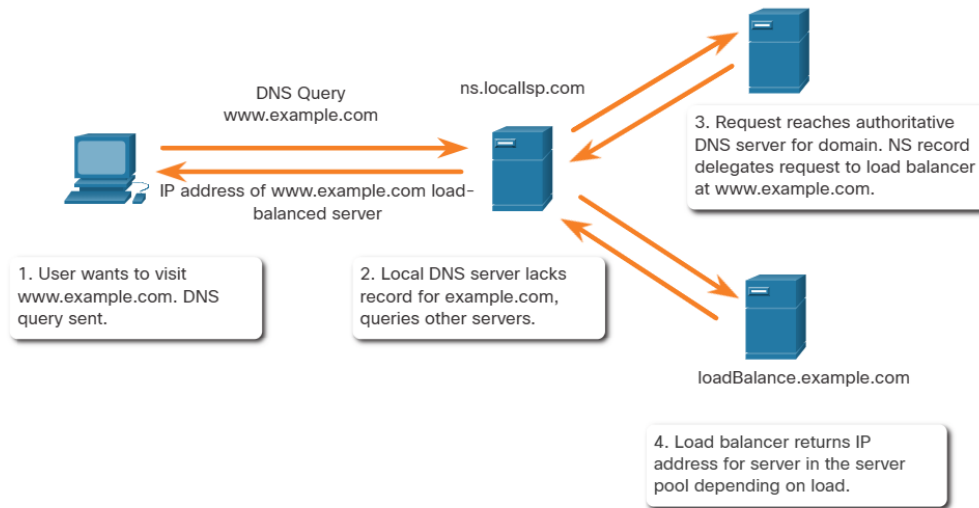 DNS Query
www.example.com
ns.locallsp.com
IP address of www.example.com load-
balanced server
1. User wants to visit
www.example.com. DNS
query sent.
2. Local DNS server lacks
record for example.com,
queries other servers.
3. Request reaches authoritative
DNS server for domain. NS record
delegates request to load balancer
at www.example.com.
loadBalance.example.com
4. Load balancer returns IP
address for server in the server
pool depending on load.